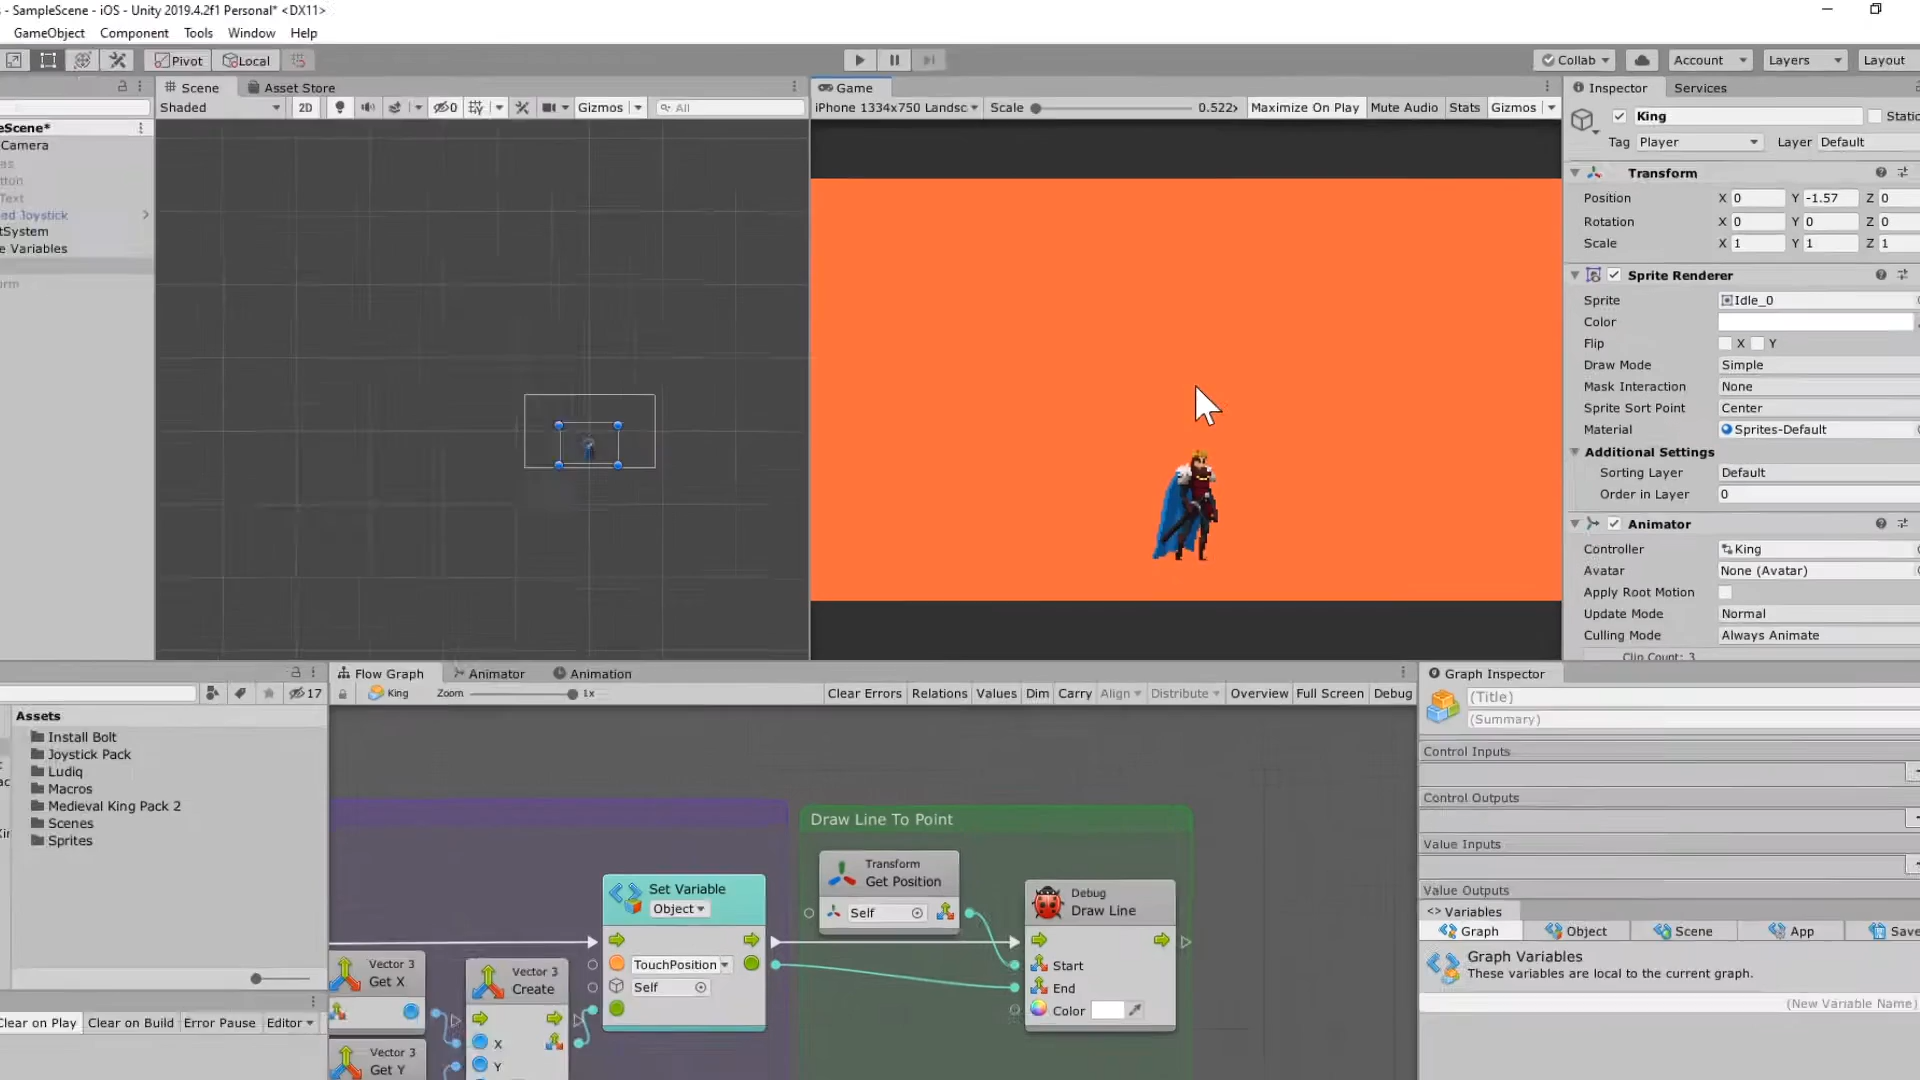 - SampleScene - iOS - Unity 2019.4.2f1 Personal* <DX11>
GameObject Component Tools Window Help
Pivot Local Collab Account Layers Layout
Scene Asset Store
Shaded 2D 0 Gizmos All
eScene*
Camera
Text
ed Joystick
tSystem
e Variables
Game
iPhone 1334x750 Landsc Scale 0.522x Maximize On Play Mute Audio Stats Gizmos
Inspector Services
King Static
Tag Player Layer Default
Transform
Position X 0 Y -1.57 Z 0
Rotation X 0 Y 0 Z 0
Scale X 1 Y 1 Z 1
Sprite Renderer
Sprite Idle_0
Color
Flip X Y
Draw Mode Simple
Mask Interaction None
Sprite Sort Point Center
Material Sprites-Default
Additional Settings
Sorting Layer Default
Order in Layer 0
Animator
Controller King
Avatar None (Avatar)
Apply Root Motion
Update Mode Normal
Culling Mode Always Animate
Clip Count: 3
17
Assets
Install Bolt
Joystick Pack
Ludiq
Macros
Medieval King Pack 2
Scenes
Sprites
Clear on Play Clear on Build Error Pause Editor
Flow Graph Animator Animation
King Zoom 1x Clear Errors Relations Values Dim Carry Align Distribute Overview Full Screen Debug
Draw Line To Point
Transform
Get Position
Self
Debug
Draw Line
Start
End
Color
Set Variable
Object
TouchPosition
Self
Vector 3
Get X
Vector 3
Create
X
Y
Vector 3
Get Y
Graph Inspector
(Title)
(Summary)
Control Inputs
Control Outputs
Value Inputs
Value Outputs
<> Variables
Graph Object Scene App Save
Graph Variables
These variables are local to the current graph.
(New Variable Name)